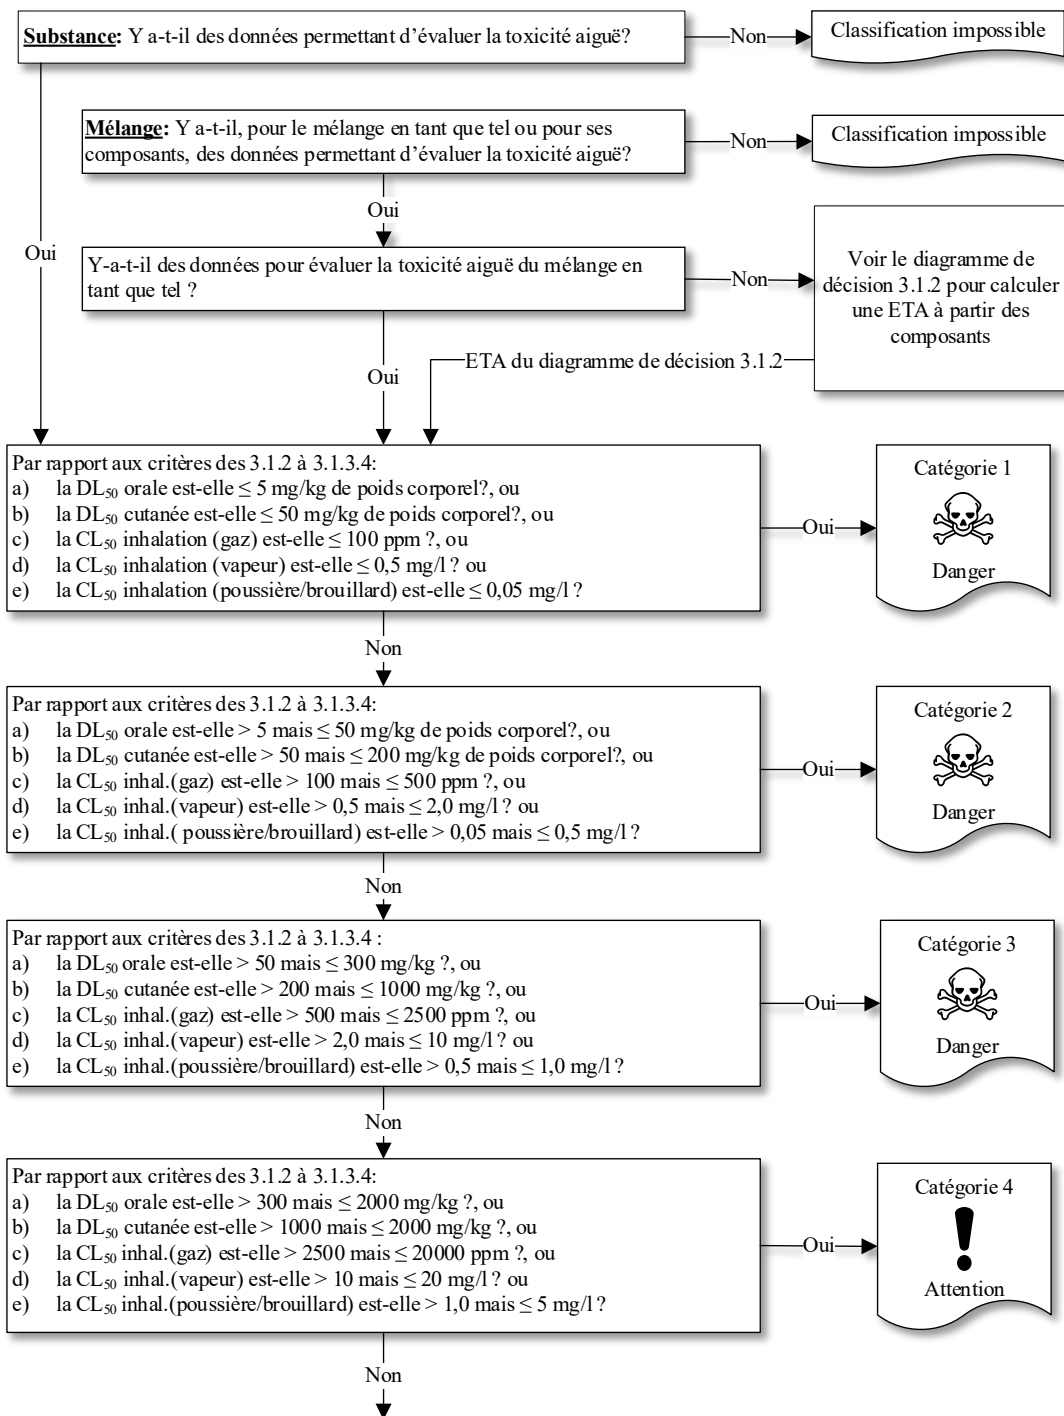 Substance: Y a-t-il des données permettant d’évaluer la toxicité aiguë?
Non
Classification impossible
Mélange: Y a-t-il, pour le mélange en tant que tel ou pour ses
composants, des données permettant d’évaluer la toxicité aiguë?
Non
Classification impossible
Oui
Oui
Y-a-t-il des données pour évaluer la toxicité aiguë du mélange en
tant que tel ?
Non
Voir le diagramme de
décision 3.1.2 pour calculer
une ETA à partir des
composants
ETA du diagramme de décision 3.1.2
Oui
Par rapport aux critères des 3.1.2 à 3.1.3.4:
a) la DL50 orale est-elle ≤ 5 mg/kg de poids corporel?, ou
b) la DL50 cutanée est-elle ≤ 50 mg/kg de poids corporel?, ou
c) la CL50 inhalation (gaz) est-elle ≤ 100 ppm ?, ou
d) la CL50 inhalation (vapeur) est-elle ≤ 0,5 mg/l ? ou
e) la CL50 inhalation (poussière/brouillard) est-elle ≤ 0,05 mg/l ?
Oui
Catégorie 1
Danger
Non
Par rapport aux critères des 3.1.2 à 3.1.3.4:
a) la DL50 orale est-elle > 5 mais ≤ 50 mg/kg de poids corporel?, ou
b) la DL50 cutanée est-elle > 50 mais ≤ 200 mg/kg de poids corporel?, ou
c) la CL50 inhal.(gaz) est-elle > 100 mais ≤ 500 ppm ?, ou
d) la CL50 inhal.(vapeur) est-elle > 0,5 mais ≤ 2,0 mg/l ? ou
e) la CL50 inhal.( poussière/brouillard) est-elle > 0,05 mais ≤ 0,5 mg/l ?
Oui
Catégorie 2
Danger
Non
Par rapport aux critères des 3.1.2 à 3.1.3.4 :
a) la DL50 orale est-elle > 50 mais ≤ 300 mg/kg ?, ou
b) la DL50 cutanée est-elle > 200 mais ≤ 1000 mg/kg ?, ou
c) la CL50 inhal.(gaz) est-elle > 500 mais ≤ 2500 ppm ?, ou
d) la CL50 inhal.(vapeur) est-elle > 2,0 mais ≤ 10 mg/l ? ou
e) la CL50 inhal.(poussière/brouillard) est-elle > 0,5 mais ≤ 1,0 mg/l ?
Oui
Catégorie 3
Danger
Non
Par rapport aux critères des 3.1.2 à 3.1.3.4:
a) la DL50 orale est-elle > 300 mais ≤ 2000 mg/kg ?, ou
b) la DL50 cutanée est-elle > 1000 mais ≤ 2000 mg/kg ?, ou
c) la CL50 inhal.(gaz) est-elle > 2500 mais ≤ 20000 ppm ?, ou
d) la CL50 inhal.(vapeur) est-elle > 10 mais ≤ 20 mg/l ? ou
e) la CL50 inhal.(poussière/brouillard) est-elle > 1,0 mais ≤ 5 mg/l ?
Oui
Catégorie 4
Attention
Non